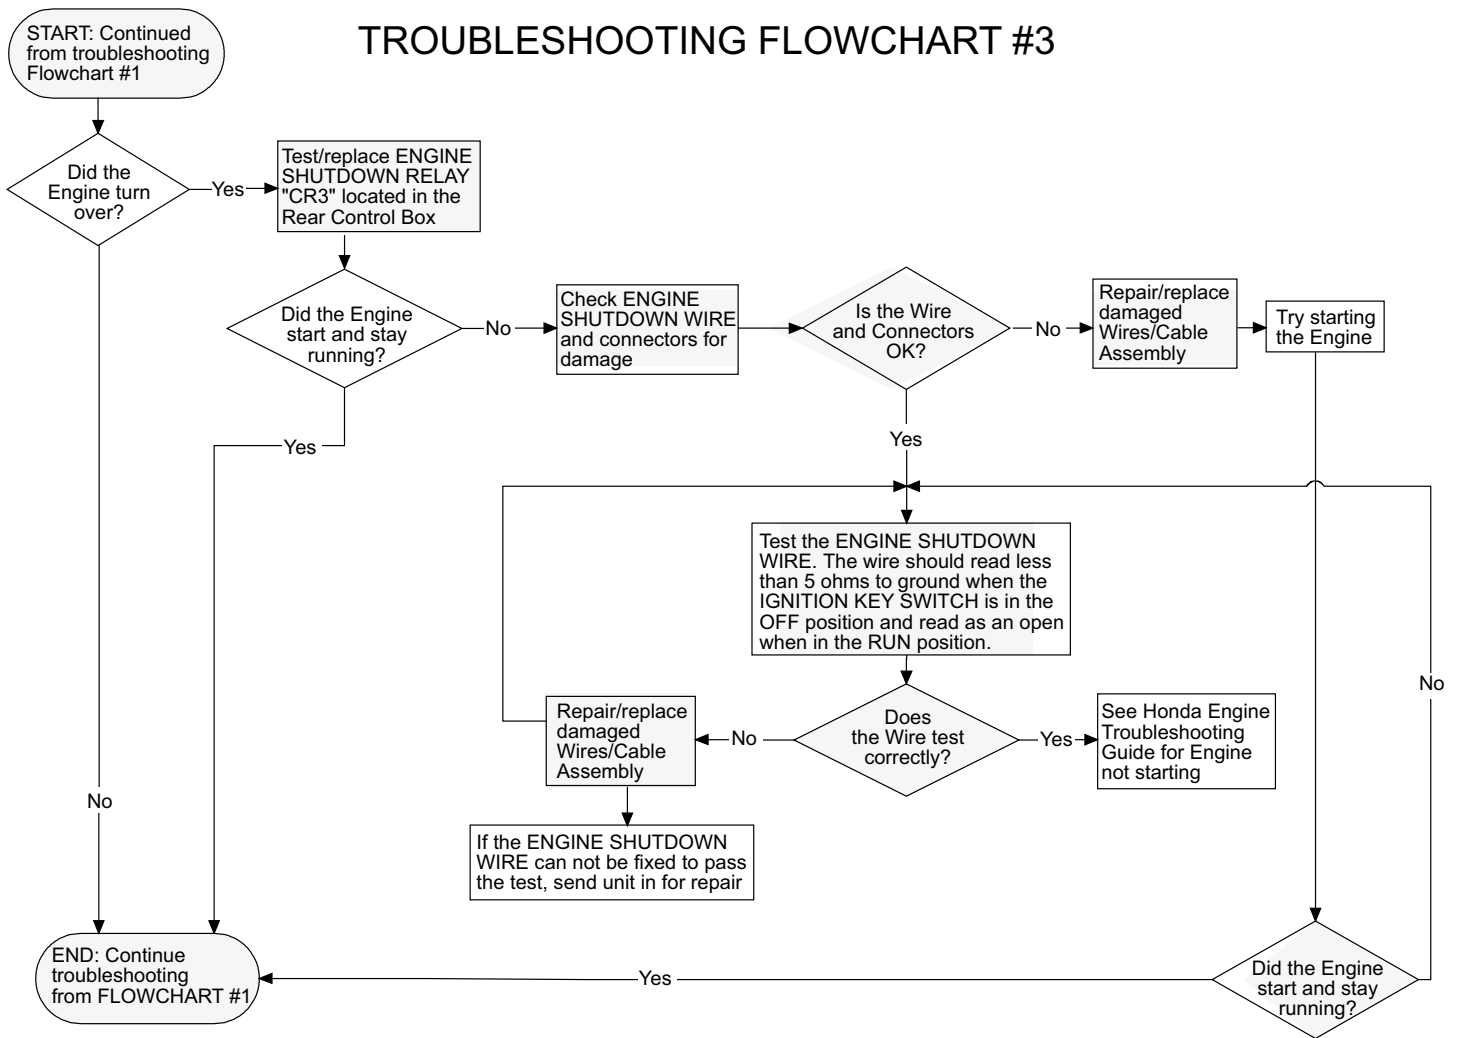 TROUBLESHOOTING FLOWCHART #3
START: Continued
from troubleshooting
Flowchart #1
Did the
Engine turn
over?
Yes
Test/replace ENGINE
SHUTDOWN RELAY
"CR3" located in the
Rear Control Box
Did the Engine
start and stay
running?
No
Check ENGINE
SHUTDOWN WIRE
and connectors for
damage
Is the Wire
and Connectors
OK?
No
Repair/replace
damaged
Wires/Cable
Assembly
Try starting
the Engine
Yes
Yes
Test the ENGINE SHUTDOWN
WIRE. The wire should read less
than 5 ohms to ground when the
IGNITION KEY SWITCH is in the
OFF position and read as an open
when in the RUN position.
No
Does
the Wire test
correctly?
No
Yes
Repair/replace
damaged
Wires/Cable
Assembly
See Honda Engine
Troubleshooting
Guide for Engine
not starting
No
If the ENGINE SHUTDOWN
WIRE can not be fixed to pass
the test, send unit in for repair
END: Continue
troubleshooting
from FLOWCHART #1
Yes
Did the Engine
start and stay
running?